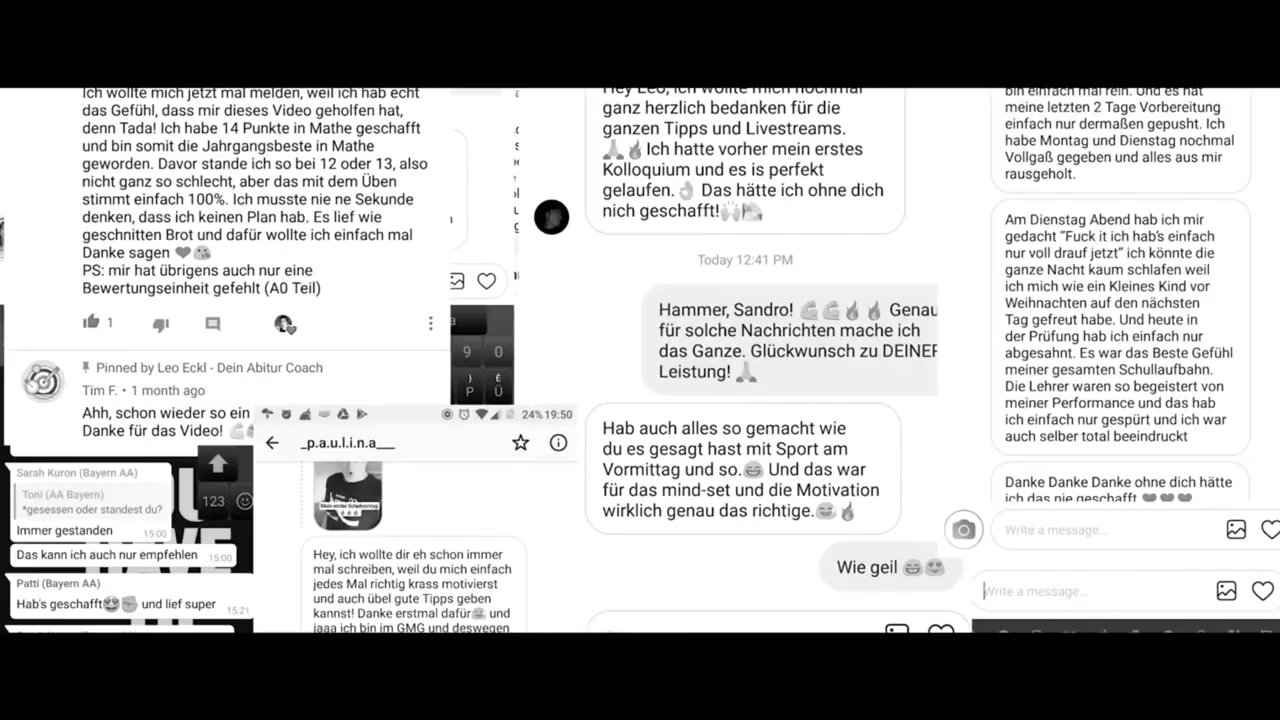 Ich wollte mich jetzt mal melden, weil ich hab echt
das Gefühl, dass mir dieses Video geholfen hat,
denn Tada! Ich habe 14 Punkte in Mathe geschafft
und bin somit die Jahrgangsbeste in Mathe
geworden. Davor stande ich so bei 12 oder 13, also
nicht ganz so schlecht, aber das mit dem Üben
stimmt einfach 100%. Ich musste nie ne Sekunde
denken, dass ich keinen Plan hab. Es lief wie
geschnitten Brot und dafür wollte ich einfach mal
Danke sagen ❤😘
PS: mir hat übrigens auch nur eine
Bewertungseinheit gefehlt (A0 Teil)
1
Pinned by Leo Eckl - Dein Abitur Coach
Tim F. • 1 month ago
Ahh, schon wieder so ein
Danke für das Video! 💪
Sarah Kuron (Bayern AA)
Toni (AA Bayern)
*gesessen oder standest du?
Immer gestanden
15:00
Das kann ich auch nur empfehlen
15:00
Patti (Bayern AA)
Hab's geschafft😍✊ und lief super
15:21
123
9 0
P Ü
24% 19:50
_p.a.u.l.i.n.a___
Mein erster Schulvortrag
Hey, ich wollte dir eh schon immer
mal schreiben, weil du mich einfach
jedes Mal richtig krass motivierst
und auch übel gute Tipps geben
kannst! Danke erstmal dafür😁 und
jaaa ich bin im GMG und deswegen
Hey Leo, ich wollte mich nochmal
ganz herzlich bedanken für die
ganzen Tipps und Livestreams.
🙏🔥Ich hatte vorher mein erstes
Kolloquium und es is perfekt
gelaufen.👌 Das hätte ich ohne dich
nich geschafft!🙌
Today 12:41 PM
Hammer, Sandro! 💪💪🔥🔥 Genau
für solche Nachrichten mache ich
das Ganze. Glückwunsch zu DEINER
Leistung! 🙏
Hab auch alles so gemacht wie
du es gesagt hast mit Sport am
Vormittag und so.😁 Und das war
für das mind-set und die Motivation
wirklich genau das richtige.😁🔥
Wie geil 😁😍
bin einfach mal rein. Und es hat
meine letzten 2 Tage Vorbereitung
einfach nur dermaßen gepusht. Ich
habe Montag und Dienstag nochmal
Vollgaß gegeben und alles aus mir
rausgeholt.
Am Dienstag Abend hab ich mir
gedacht "Fuck it ich hab's einfach
nur voll drauf jetzt" ich könnte die
ganze Nacht kaum schlafen weil
ich mich wie ein Kleines Kind vor
Weihnachten auf den nächsten
Tag gefreut habe. Und heute in
der Prüfung hab ich einfach nur
abgesahnt. Es war das Beste Gefühl
meiner gesamten Schullaufbahn.
Die Lehrer waren so begeistert von
meiner Performance und das hab
ich einfach nur gespürt und ich war
auch selber total beeindruckt
Danke Danke Danke ohne dich hätte
ich das nie geschafft ❤❤❤
Write a message...
Write a message...